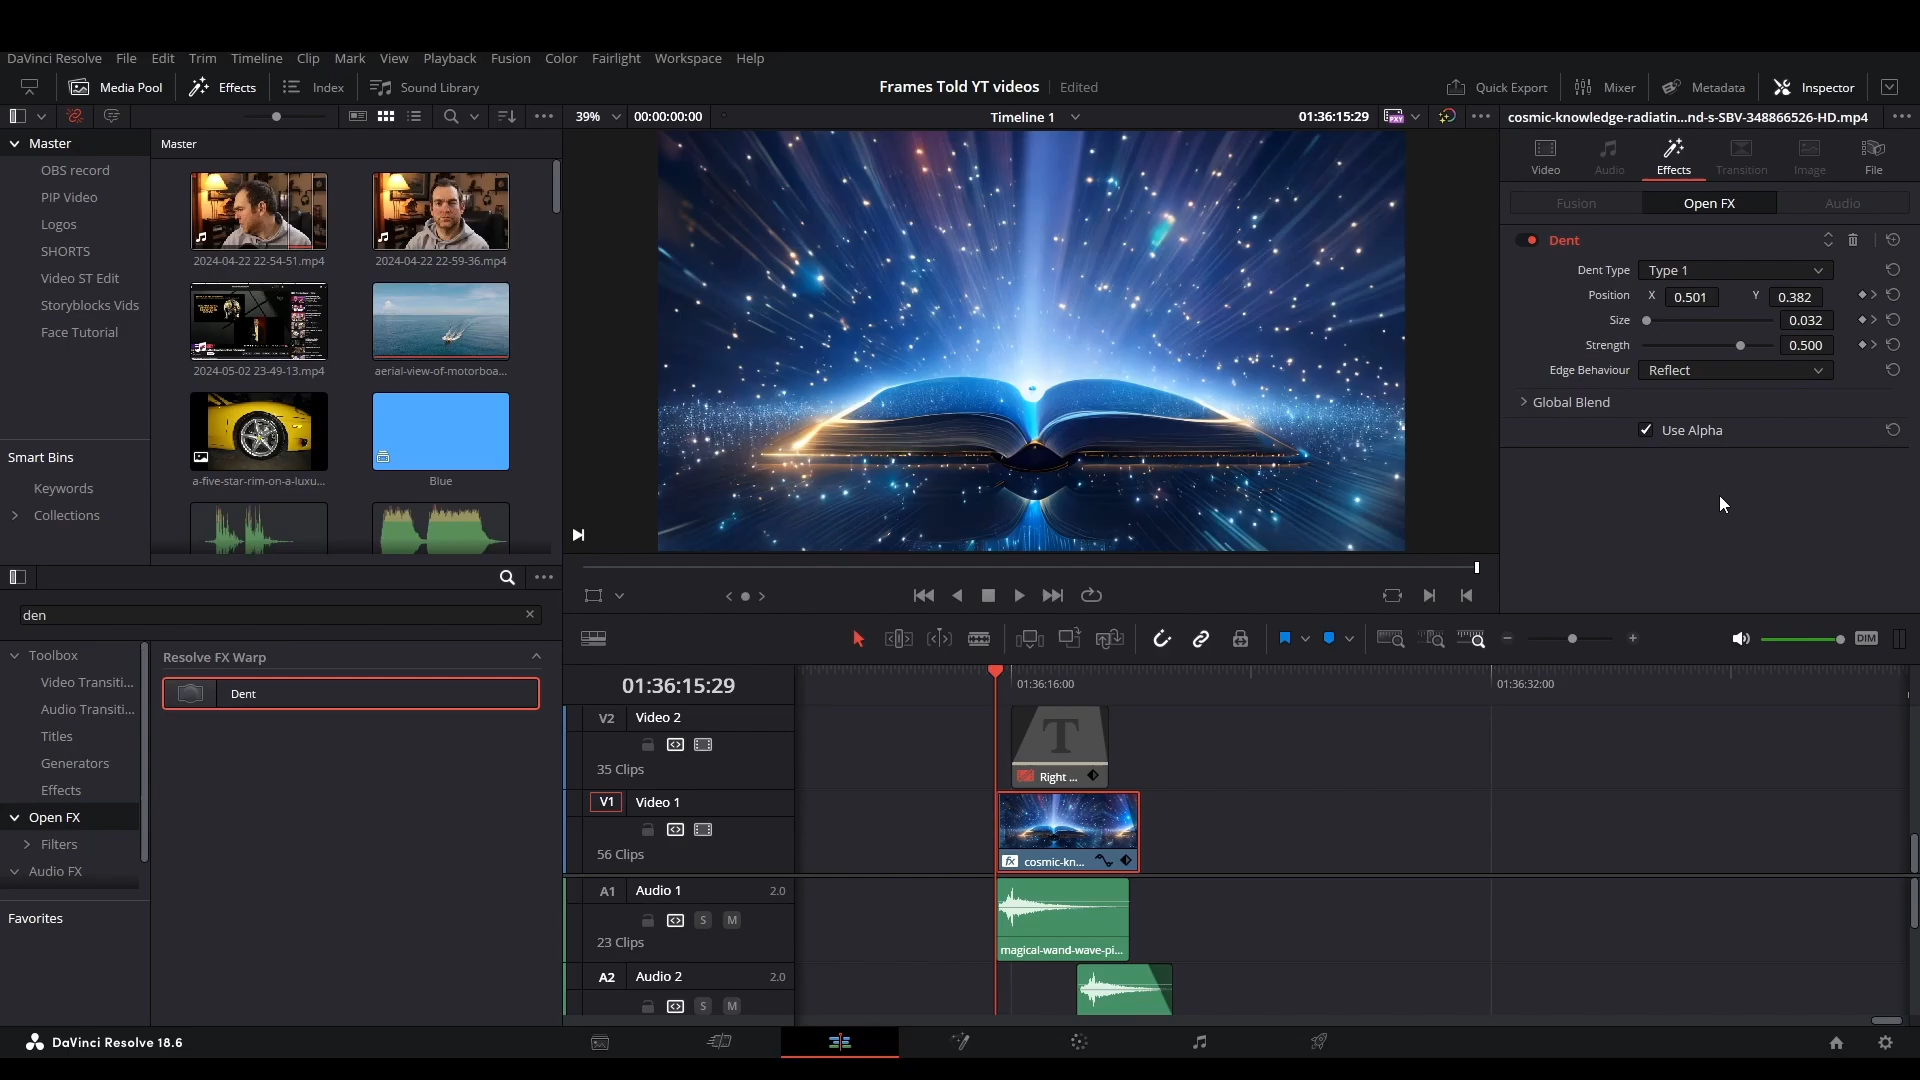 DaVinci Resolve File Edit Trim Timeline Clip Mark View Playback Fusion Color Fairlight Workspace Help
Media Pool Effects Index Sound Library Frames Told YT videos Edited Quick Export Mixer Metadata Inspector
39% 00:00:00:00 Timeline 1 01:36:15:29 PXY cosmic-knowledge-radiatin...nd-s-SBV-348866526-HD.mp4
Master
OBS record
PIP Video
Logos
SHORTS
Video ST Edit
Storyblocks Vids
Face Tutorial
Smart Bins
Keywords
Collections
Master
2024-04-22 22-54-51.mp4 2024-04-22 22-59-36.mp4
2024-05-02 23-49-13.mp4 aerial-view-of-motorboa...
a-five-star-rim-on-a-luxu... Blue
Video Audio Effects Transition Image File
Fusion Open FX Audio
Dent
Dent Type Type 1
Position X 0.501 Y 0.382
Size 0.032
Strength 0.500
Edge Behaviour Reflect
Global Blend
Use Alpha
den
Toolbox
Video Transiti...
Audio Transiti...
Titles
Generators
Effects
Open FX
Filters
Audio FX
Favorites
Resolve FX Warp
Dent
DIM
01:36:15:29 01:36:16:00 01:36:32:00
V2 Video 2
35 Clips
T
Right ...
V1 Video 1
56 Clips
fx cosmic-kn...
A1 Audio 1 2.0
S M
23 Clips
magical-wand-wave-pi...
A2 Audio 2 2.0
S M
DaVinci Resolve 18.6